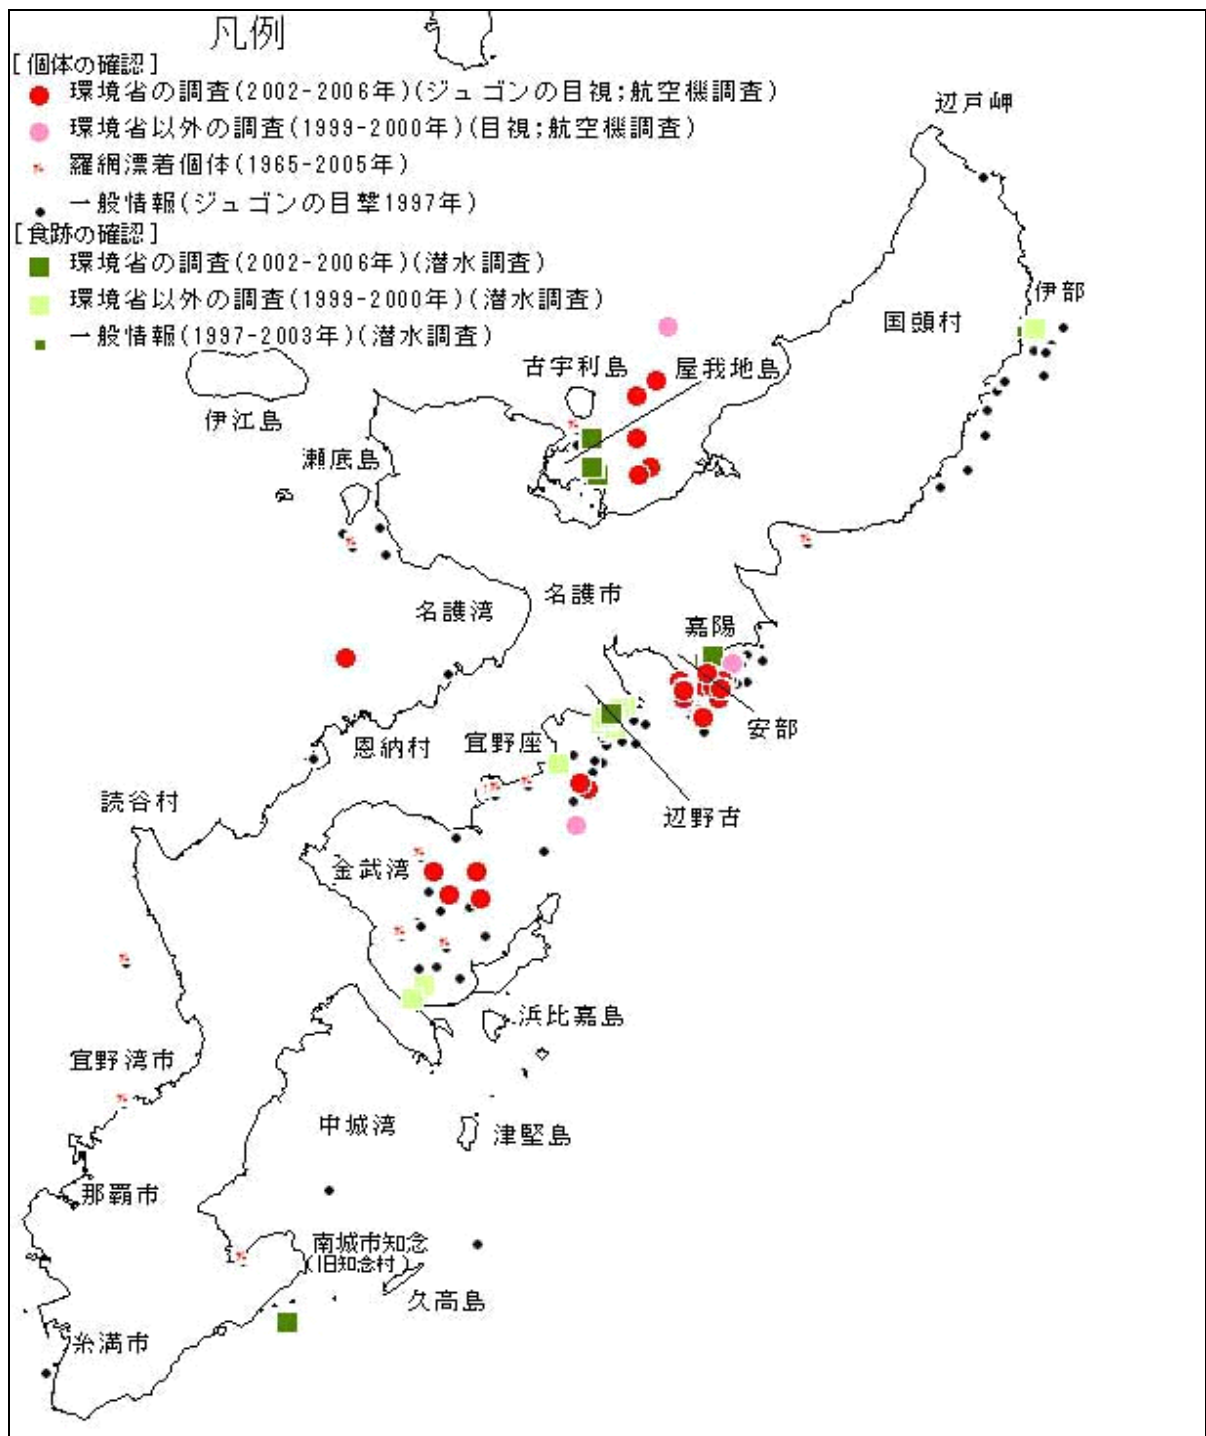 凡例
[個体の確認]
環境省の調査(2002-2006年)(ジュゴンの目視;航空機調査)
環境省以外の調査(1999-2000年)(目視;航空機調査)
羅網漂着個体(1965-2005年)
一般情報(ジュゴンの目撃1997年)
[食跡の確認]
環境省の調査(2002-2006年)(潜水調査)
環境省以外の調査(1999-2000年)(潜水調査)
一般情報(1997-2003年)(潜水調査)
辺戸岬
伊部
国頭村
古宇利島
屋我地島
伊江島
瀬底島
名護市
名護湾
嘉陽
安部
恩納村
宜野座
読谷村
辺野古
金武湾
浜比嘉島
宜野湾市
中城湾
津堅島
那覇市
南城市知念
(旧知念村)
久高島
糸満市